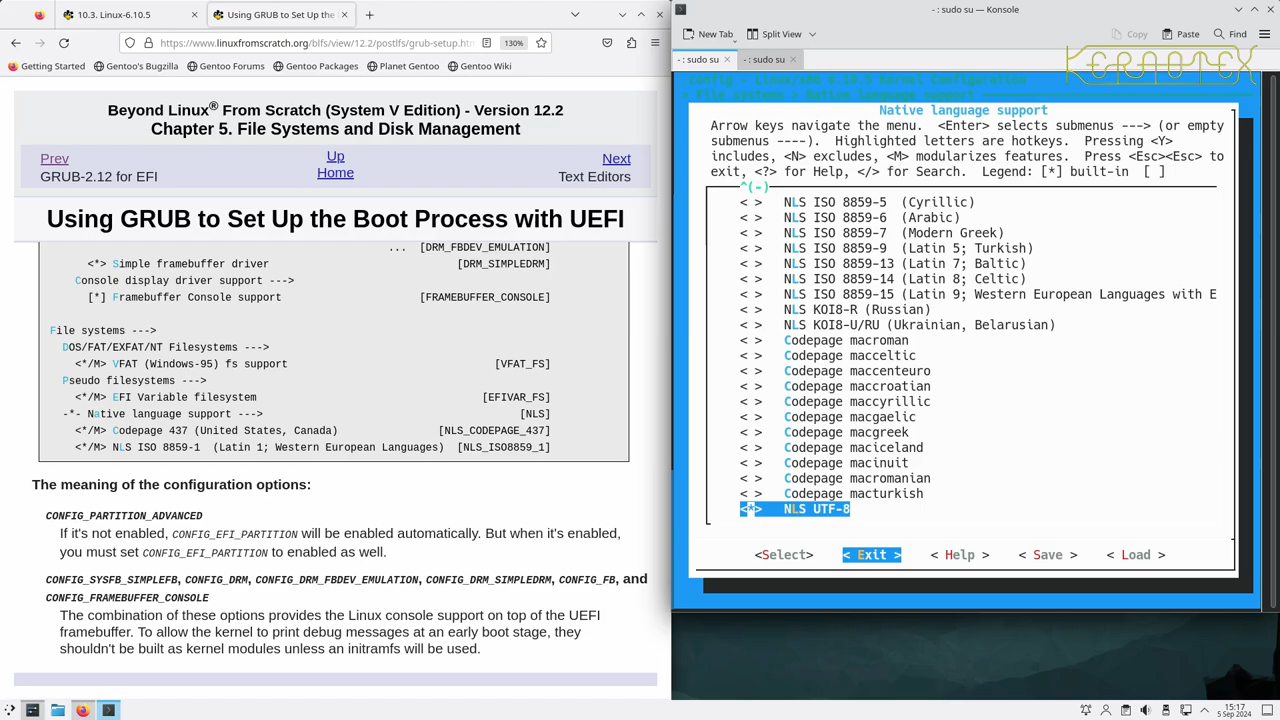 10.3. Linux-6.10.5
Using GRUB to Set Up the
https://www.linuxfromscratch.org/blfs/view/12.2/postlfs/grub-setup.htm
130%
Getting Started
Gentoo's Bugzilla
Gentoo Forums
Gentoo Packages
Planet Gentoo
Gentoo Wiki
Beyond Linux® From Scratch (System V Edition) - Version 12.2
Chapter 5. File Systems and Disk Management
Prev
Up
Next
GRUB-2.12 for EFI
Home
Text Editors
Using GRUB to Set Up the Boot Process with UEFI
... [DRM_FBDEV_EMULATION]
<*> Simple framebuffer driver [DRM_SIMPLEDRM]
Console display driver support --->
[*] Framebuffer Console support [FRAMEBUFFER_CONSOLE]
File systems --->
DOS/FAT/EXFAT/NT Filesystems --->
<*/M> VFAT (Windows-95) fs support [VFAT_FS]
Pseudo filesystems --->
<*/M> EFI Variable filesystem [EFIVAR_FS]
-*- Native language support ---> [NLS]
<*/M> Codepage 437 (United States, Canada) [NLS_CODEPAGE_437]
<*/M> NLS ISO 8859-1 (Latin 1; Western European Languages) [NLS_ISO8859_1]
The meaning of the configuration options:
CONFIG_PARTITION_ADVANCED
If it's not enabled, CONFIG_EFI_PARTITION will be enabled automatically. But when it's enabled,
you must set CONFIG_EFI_PARTITION to enabled as well.
CONFIG_SYSFB_SIMPLEFB, CONFIG_DRM, CONFIG_DRM_FBDEV_EMULATION, CONFIG_DRM_SIMPLEDRM, CONFIG_FB, and
CONFIG_FRAMEBUFFER_CONSOLE
The combination of these options provides the Linux console support on top of the UEFI
framebuffer. To allow the kernel to print debug messages at an early boot stage, they
shouldn't be built as kernel modules unless an initramfs will be used.
- : sudo su — Konsole
New Tab
Split View
Copy
Paste
Find
- : sudo su
- : sudo su
KERNOTEX
.config - Linux/x86 6.10.5 Kernel Configuration
> File systems > Native language support
Native language support
Arrow keys navigate the menu. <Enter> selects submenus ---> (or empty
submenus ----). Highlighted letters are hotkeys. Pressing <Y>
includes, <N> excludes, <M> modularizes features. Press <Esc><Esc> to
exit, <?> for Help, </> for Search. Legend: [*] built-in [ ]
^(-)
< > NLS ISO 8859-5 (Cyrillic)
< > NLS ISO 8859-6 (Arabic)
< > NLS ISO 8859-7 (Modern Greek)
< > NLS ISO 8859-9 (Latin 5; Turkish)
< > NLS ISO 8859-13 (Latin 7; Baltic)
< > NLS ISO 8859-14 (Latin 8; Celtic)
< > NLS ISO 8859-15 (Latin 9; Western European Languages with E
< > NLS KOI8-R (Russian)
< > NLS KOI8-U/RU (Ukrainian, Belarusian)
< > Codepage macroman
< > Codepage macceltic
< > Codepage maccenteuro
< > Codepage maccroatian
< > Codepage maccyrillic
< > Codepage macgaelic
< > Codepage macgreek
< > Codepage maciceland
< > Codepage macinuit
< > Codepage macromanian
< > Codepage macturkish
<*> NLS UTF-8
<Select> < Exit > < Help > < Save > < Load >
15:17
5 Sep 2024